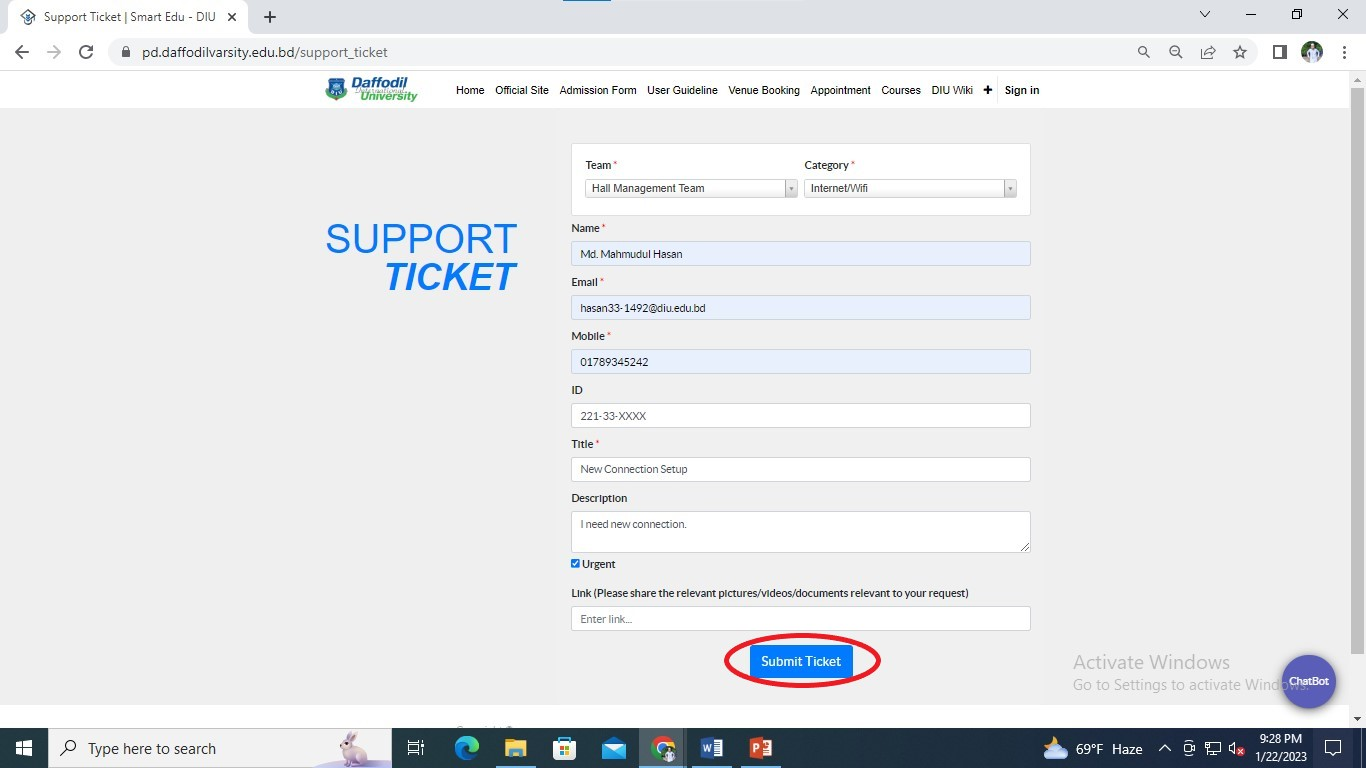 Support Ticket | Smart Edu - DIU
pd.daffodilvarsity.edu.bd/support_ticket
Daffodil
International
University
Home Official Site Admission Form User Guideline Venue Booking Appointment Courses DIU Wiki + Sign in
SUPPORT
TICKET
Team * Category *
Hall Management Team Internet/Wifi
Name *
Md. Mahmudul Hasan
Email *
hasan33-1492@diu.edu.bd
Mobile *
01789345242
ID
221-33-XXXX
Title *
New Connection Setup
Description
I need new connection.
Urgent
Link (Please share the relevant pictures/videos/documents relevant to your request)
Enter link...
Submit Ticket
Activate Windows
Go to Settings to activate Windows.
ChatBot
Type here to search
69°F Haze
9:28 PM
1/22/2023